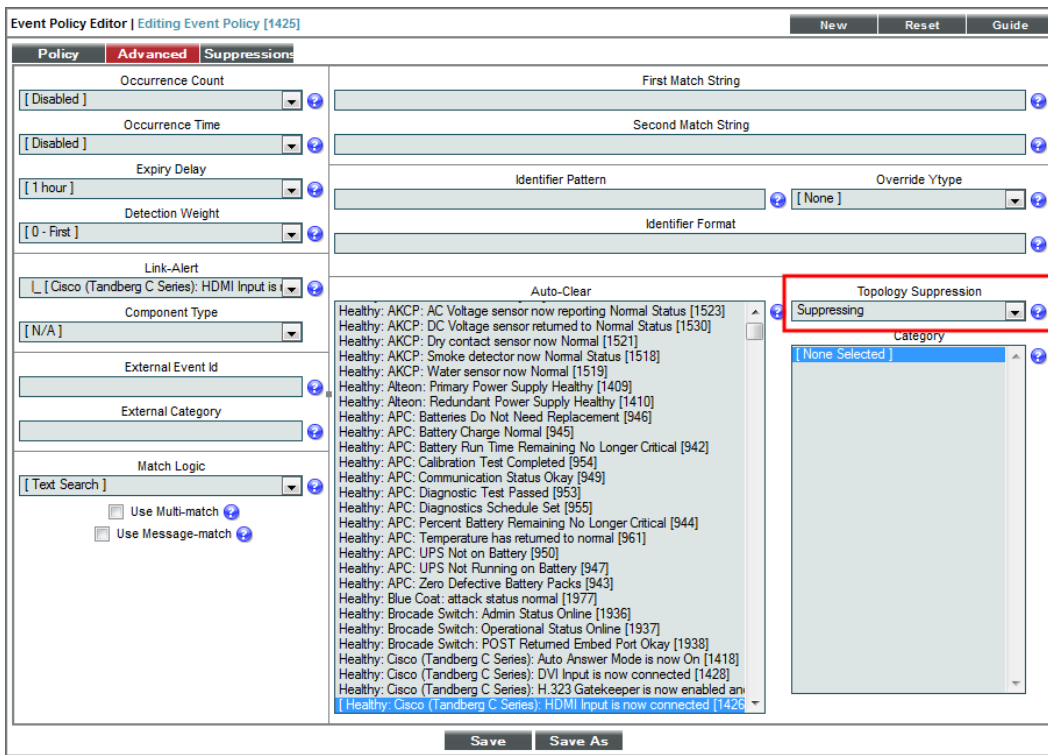 Event Policy Editor | Editing Event Policy [1425]
New
Reset
Guide
Policy
Advanced
Suppressions
Occurrence Count
[ Disabled ]
Occurrence Time
[ Disabled ]
Expiry Delay
[ 1 hour ]
Detection Weight
[ 0 - First ]
Link-Alert
|_ [ Cisco (Tandberg C Series): HDMI Input is
Component Type
[ N/A ]
External Event Id
External Category
Match Logic
[ Text Search ]
Use Multi-match
Use Message-match
First Match String
Second Match String
Identifier Pattern
Override Ytype
[ None ]
Identifier Format
Auto-Clear
Healthy: AKCP: AC Voltage sensor now reporting Normal Status [1523]
Healthy: AKCP: DC Voltage sensor returned to Normal Status [1530]
Healthy: AKCP: Dry contact sensor now Normal [1521]
Healthy: AKCP: Smoke detector now Normal Status [1518]
Healthy: AKCP: Water sensor now Normal [1519]
Healthy: Alteon: Primary Power Supply Healthy [1409]
Healthy: Alteon: Redundant Power Supply Healthy [1410]
Healthy: APC: Batteries Do Not Need Replacement [946]
Healthy: APC: Battery Charge Normal [945]
Healthy: APC: Battery Run Time Remaining No Longer Critical [942]
Healthy: APC: Calibration Test Completed [954]
Healthy: APC: Communication Status Okay [949]
Healthy: APC: Diagnostic Test Passed [953]
Healthy: APC: Diagnostics Schedule Set [955]
Healthy: APC: Percent Battery Remaining No Longer Critical [944]
Healthy: APC: Temperature has returned to normal [961]
Healthy: APC: UPS Not on Battery [950]
Healthy: APC: UPS Not Running on Battery [947]
Healthy: APC: Zero Defective Battery Packs [943]
Healthy: Blue Coat: attack status normal [1977]
Healthy: Brocade Switch: Admin Status Online [1936]
Healthy: Brocade Switch: Operational Status Online [1937]
Healthy: Brocade Switch: POST Returned Embed Port Okay [1938]
Healthy: Cisco (Tandberg C Series): Auto Answer Mode is now On [1418]
Healthy: Cisco (Tandberg C Series): DVI Input is now connected [1428]
Healthy: Cisco (Tandberg C Series): H.323 Gatekeeper is now enabled and
[ Healthy: Cisco (Tandberg C Series): HDMI Input is now connected [1426
Topology Suppression
Suppressing
Category
[ None Selected ]
Save
Save As